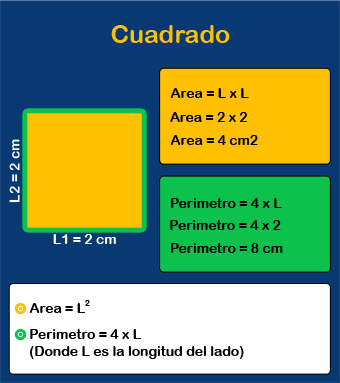 Cuadrado
L2 = 2 cm
L1 = 2 cm
Area = L x L
Area = 2 x 2
Area = 4 cm2
Perimetro = 4 x L
Perimetro = 4 x 2
Perimetro = 8 cm
Area = L²
Perimetro = 4 x L
(Donde L es la longitud del lado)